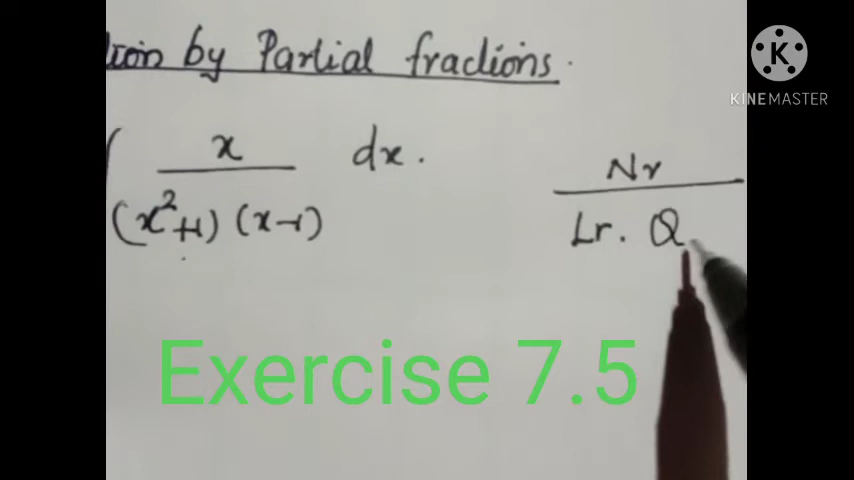 by Partial fractions.
K
KINEMASTER
∫ x dx.
(x²+1) (x-1)
Nr
Lr. Q
Exercise 7.5